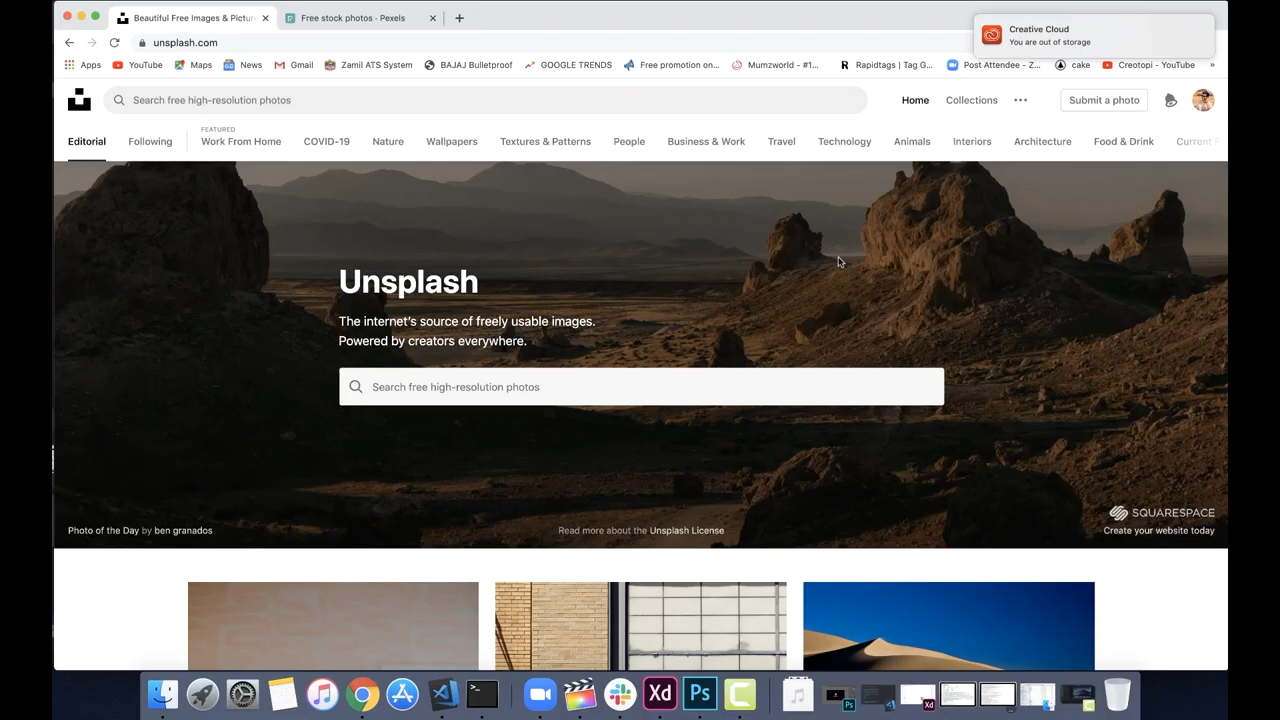 Beautiful Free Images & Pictur
Free stock photos · Pexels
Creative Cloud
You are out of storage
unsplash.com
Apps YouTube Maps News Gmail Zamil ATS System BAJAJ Bulletproof GOOGLE TRENDS Free promotion on... Mumzworld - #1... Rapidtags | Tag G... Post Attendee - Z... cake Creotopi - YouTube »
Search free high-resolution photos
Home Collections Submit a photo
FEATURED
Editorial Following Work From Home COVID-19 Nature Wallpapers Textures & Patterns People Business & Work Travel Technology Animals Interiors Architecture Food & Drink Current
Unsplash
The internet's source of freely usable images.
Powered by creators everywhere.
Search free high-resolution photos
SQUARESPACE
Photo of the Day by ben granados Read more about the Unsplash License Create your website today
Xd Ps
Ps Xd